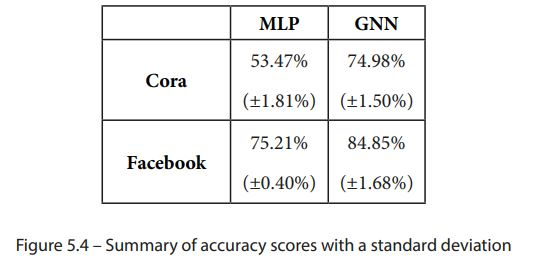 MLP GNN
Cora 53.47% (±1.81%) 74.98% (±1.50%)
Facebook 75.21% (±0.40%) 84.85% (±1.68%)
Figure 5.4 – Summary of accuracy scores with a standard deviation